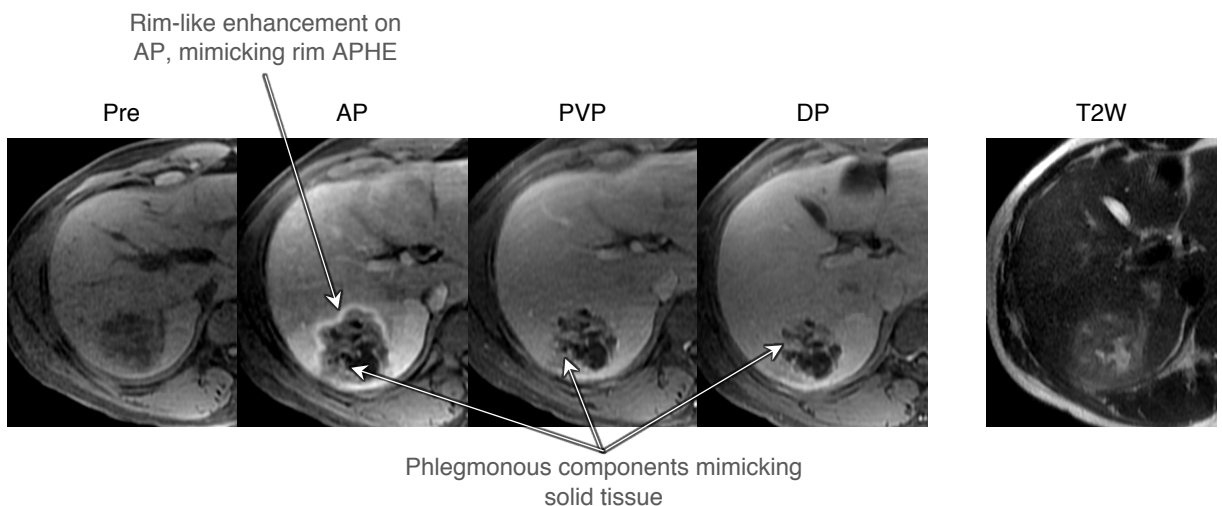 Rim-like enhancement on
AP, mimicking rim APHE
Pre
AP
PVP
DP
T2W
Phlegmonous components mimicking
solid tissue